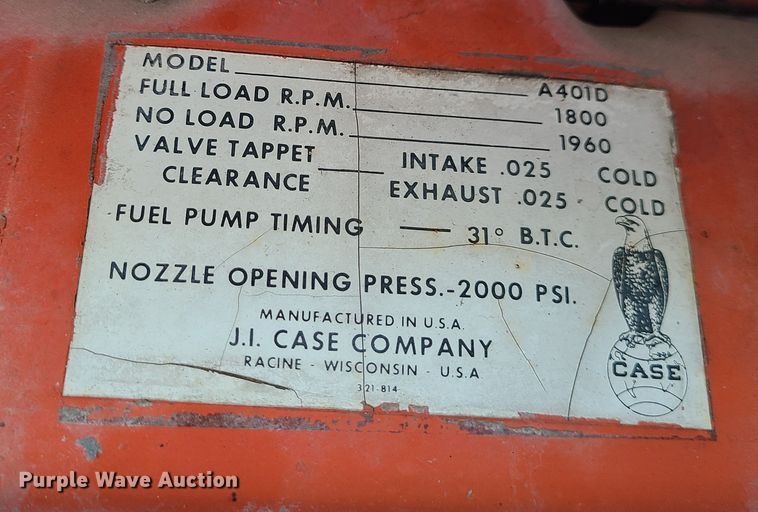 MODEL A401D
FULL LOAD R.P.M. 1800
NO LOAD R.P.M. 1960
VALVE TAPPET INTAKE .025 COLD
CLEARANCE EXHAUST .025 COLD
FUEL PUMP TIMING — 31° B.T.C.
NOZZLE OPENING PRESS.-2000 PSI.
MANUFACTURED IN U.S.A.
J.I. CASE COMPANY
RACINE - WISCONSIN - U.S.A
321-814
CASE
Purple Wave Auction